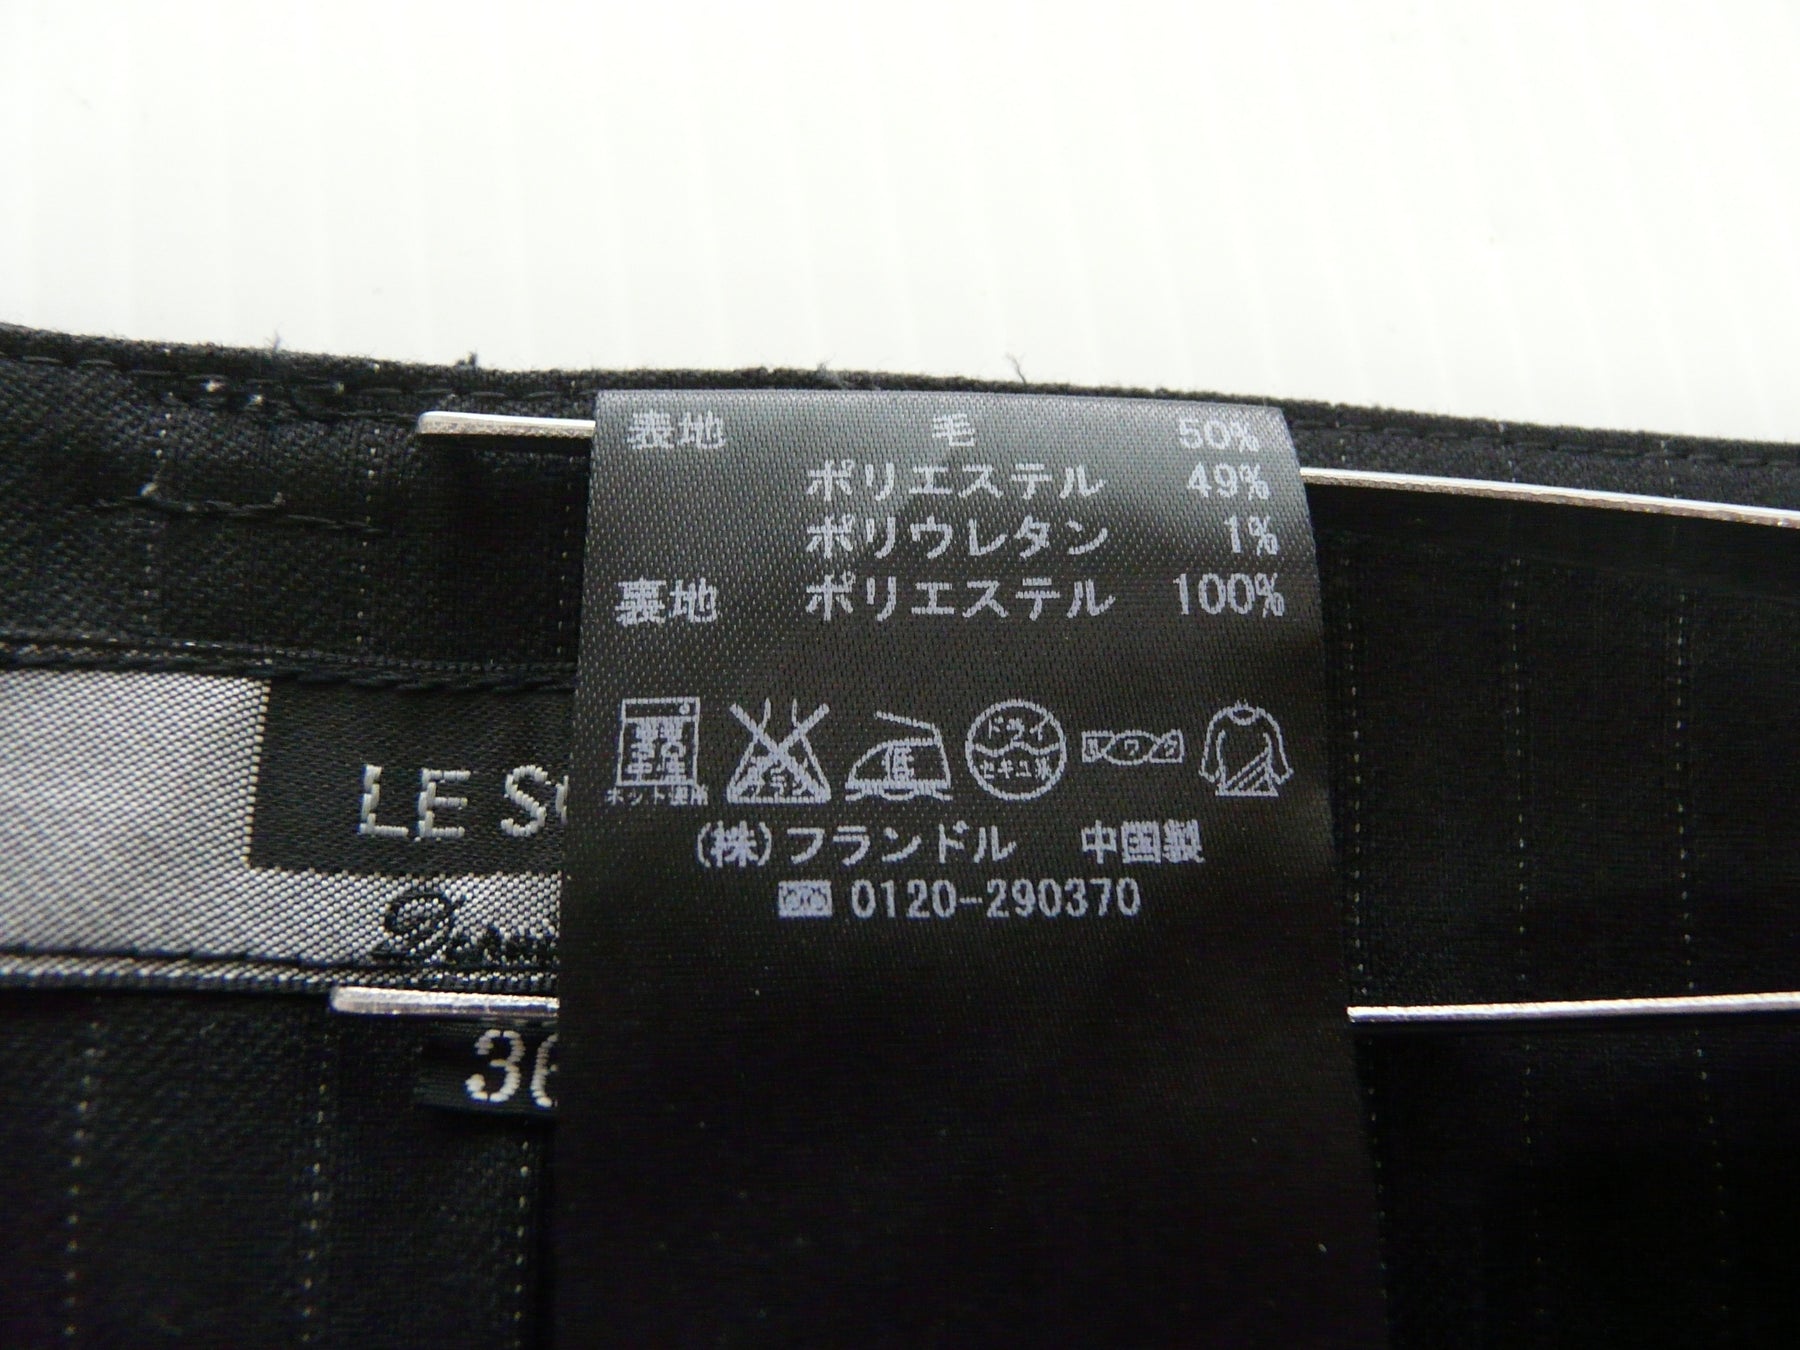 表地 毛 50%
ポリエステル 49%
ポリウレタン 1%
裏地 ポリエステル 100%
ネット使用
ドライ
セキユ系
(株)フランドル 中国製
0120-290370
LE